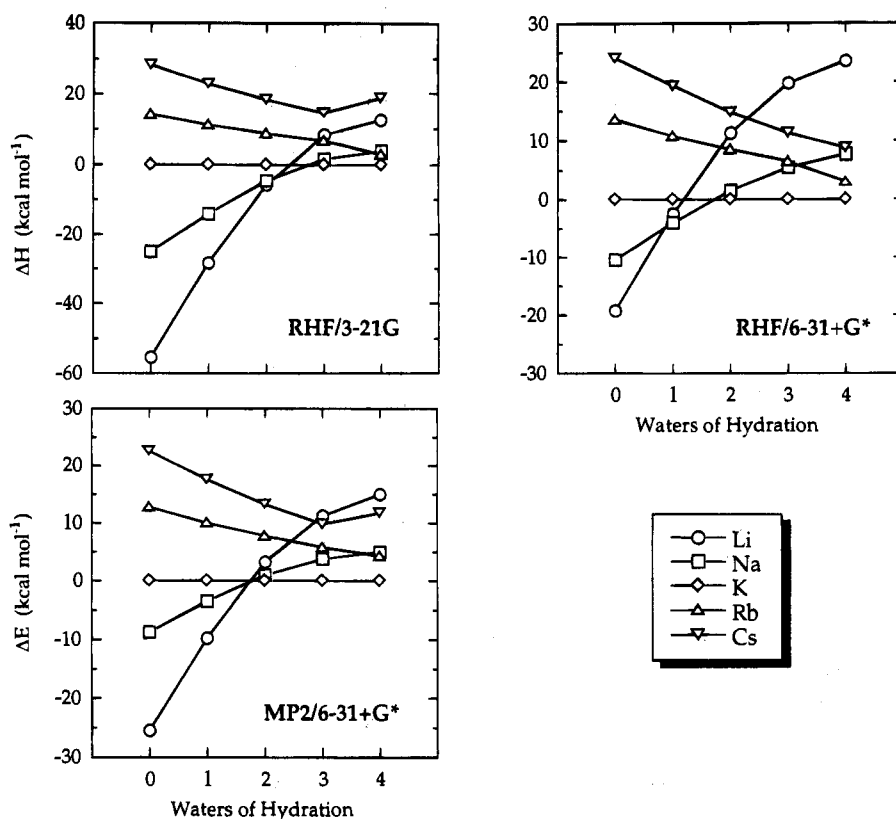 40
20
0
-20
-40
-60
ΔH (kcal mol⁻¹)
RHF/3-21G
30
20
10
0
-10
-20
-30
RHF/6-31+G*
0 1 2 3 4
Waters of Hydration
30
20
10
0
-10
-20
-30
ΔE (kcal mol⁻¹)
MP2/6-31+G*
0 1 2 3 4
Waters of Hydration
Li
Na
K
Rb
Cs